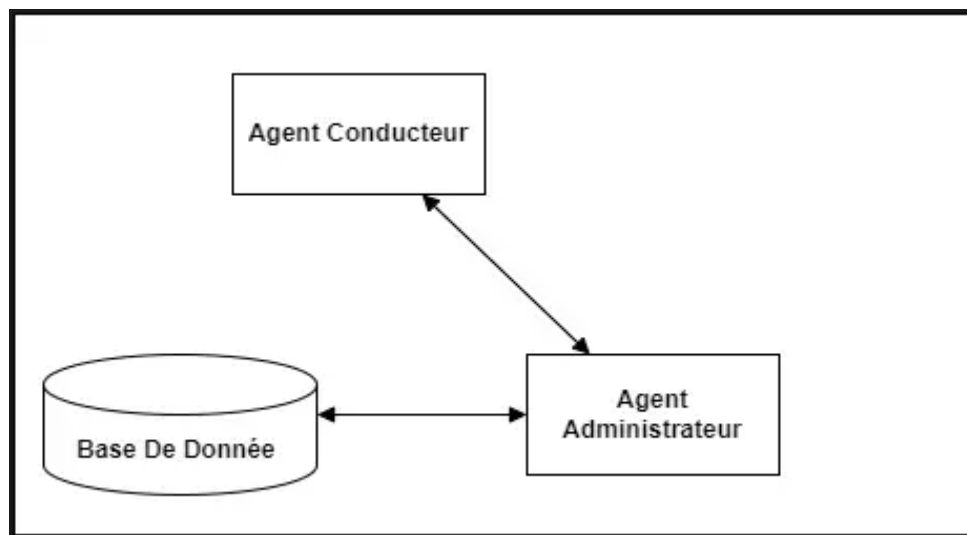 Agent Conducteur
Agent
Administrateur
Base De Donnée